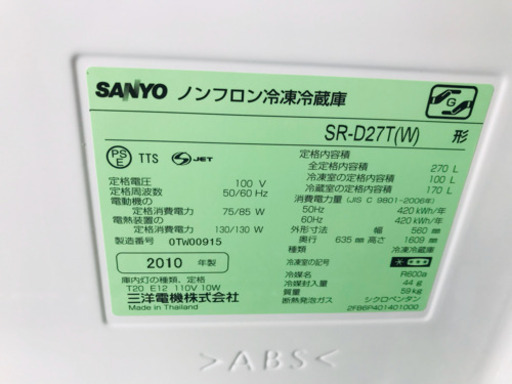 SANYO ノンフロン冷凍冷蔵庫
G
SR-D27T(W) 形
PSE TTS S-JET
定格電圧 100 V
定格周波数 50/60 Hz
電動機の
定格消費電力 75/85 W
電熱装置の
定格消費電力 130/130 W
製造番号 0TW00915
2010 年製
庫内灯の種類、定格
T20 E12 110V 10W
三洋電機株式会社
Made in Thailand
定格内容積
全定格内容積 270 L
冷凍室の定格内容積 100 L
冷蔵室の定格内容積 170 L
消費電力量 (JIS C 9801-2006年)
50Hz 420 kWh/年
60Hz 420 kWh/年
外形寸法 幅 560 mm
奥行 635 mm 高さ 1609 mm
種類 冷凍冷蔵庫
冷凍室の記号
冷媒 R600a
冷媒封入量 44 g
質量 59 kg
断熱発泡ガス シクロペンタン
2FB6P401401000
>ABS<